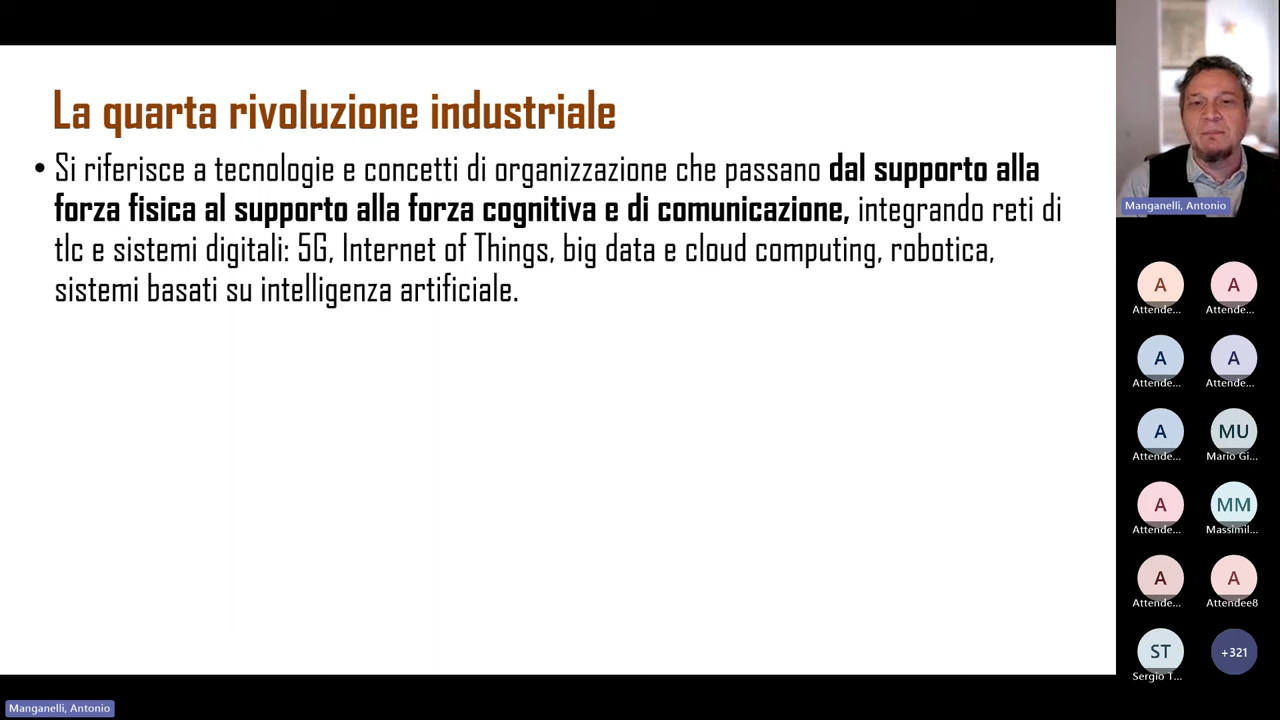 La quarta rivoluzione industriale
• Si riferisce a tecnologie e concetti di organizzazione che passano dal supporto alla
forza fisica al supporto alla forza cognitiva e di comunicazione, integrando reti di
tlc e sistemi digitali: 5G, Internet of Things, big data e cloud computing, robotica,
sistemi basati su intelligenza artificiale.
Manganelli, Antonio
A
A
Attende...
Attende...
A
A
Attende...
Attende...
A
MU
Attende...
Mario Gi...
A
MM
Attende...
Massimil...
A
A
Attende...
Attendee8
ST
+321
Sergio T...
Manganelli, Antonio